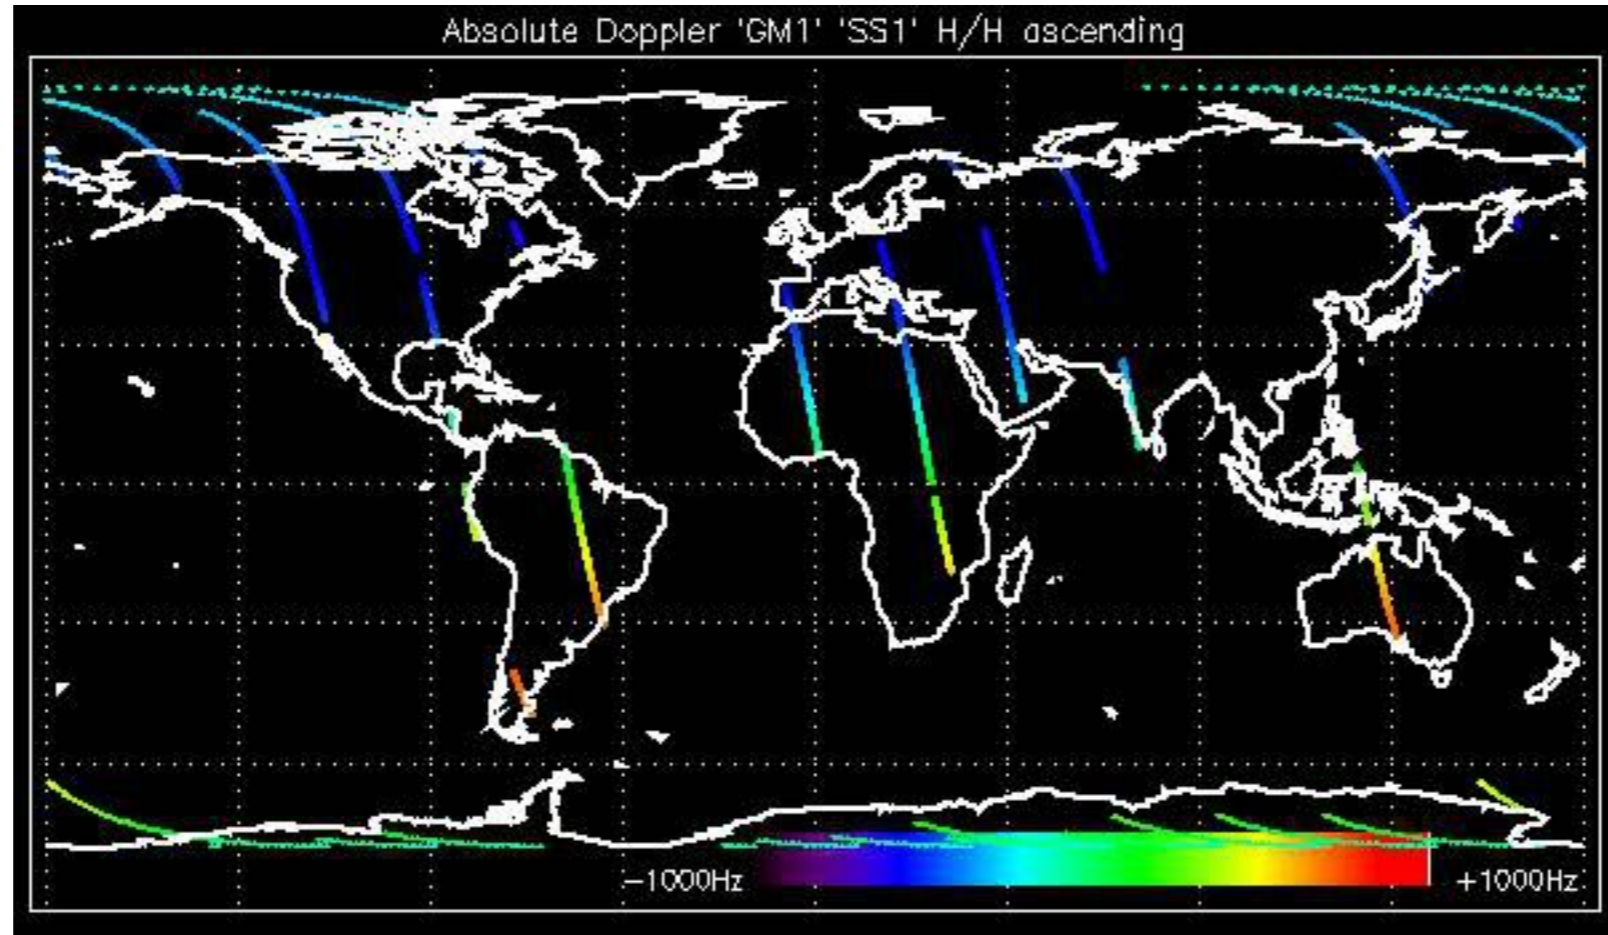 Absolute Doppler 'GM1' 'SS1' H/H ascending
−1000Hz
+1000Hz